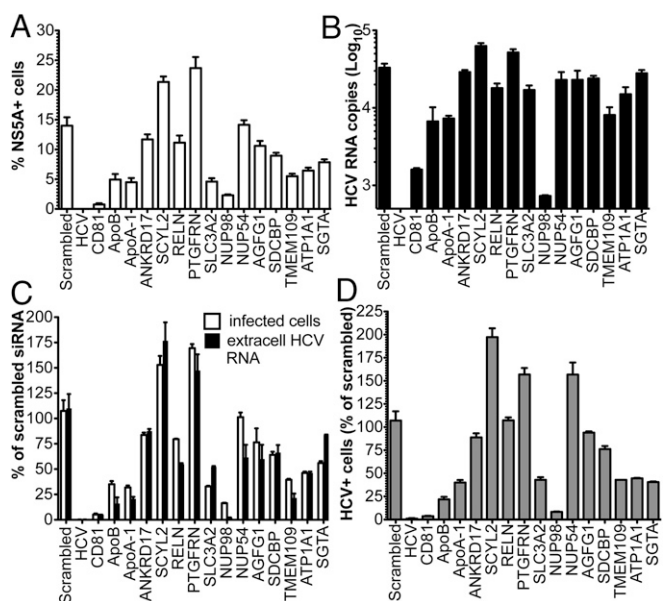 A
% NS5A+ cells
30
25
20
15
10
5
0
Scrambled
HCV
CD81
ApoB
ApoA-1
ANKRD17
SCYL2
RELN
PTGFRN
SLC3A2
NUP98
NUP54
AGFG1
SDCBP
TMEM109
ATP1A1
SGTA
B
HCV RNA copies (Log10)
5
4
3
Scrambled
HCV
CD81
ApoB
ApoA-1
ANKRD17
SCYL2
RELN
PTGFRN
SLC3A2
NUP98
NUP54
AGFG1
SDCBP
TMEM109
ATP1A1
SGTA
C
% of scrambled siRNA
200
175
150
125
100
75
50
25
0
infected cells
extracell HCV
RNA
Scrambled
HCV
CD81
ApoB
ApoA-1
ANKRD17
SCYL2
RELN
PTGFRN
SLC3A2
NUP98
NUP54
AGFG1
SDCBP
TMEM109
ATP1A1
SGTA
D
HCV+ cells (% of scrambled)
225
200
175
150
125
100
75
50
25
0
Scrambled
HCV
CD81
ApoB
ApoA-1
ANKRD17
SCYL2
RELN
PTGFRN
SLC3A2
NUP98
NUP54
AGFG1
SDCBP
TMEM109
ATP1A1
SGTA